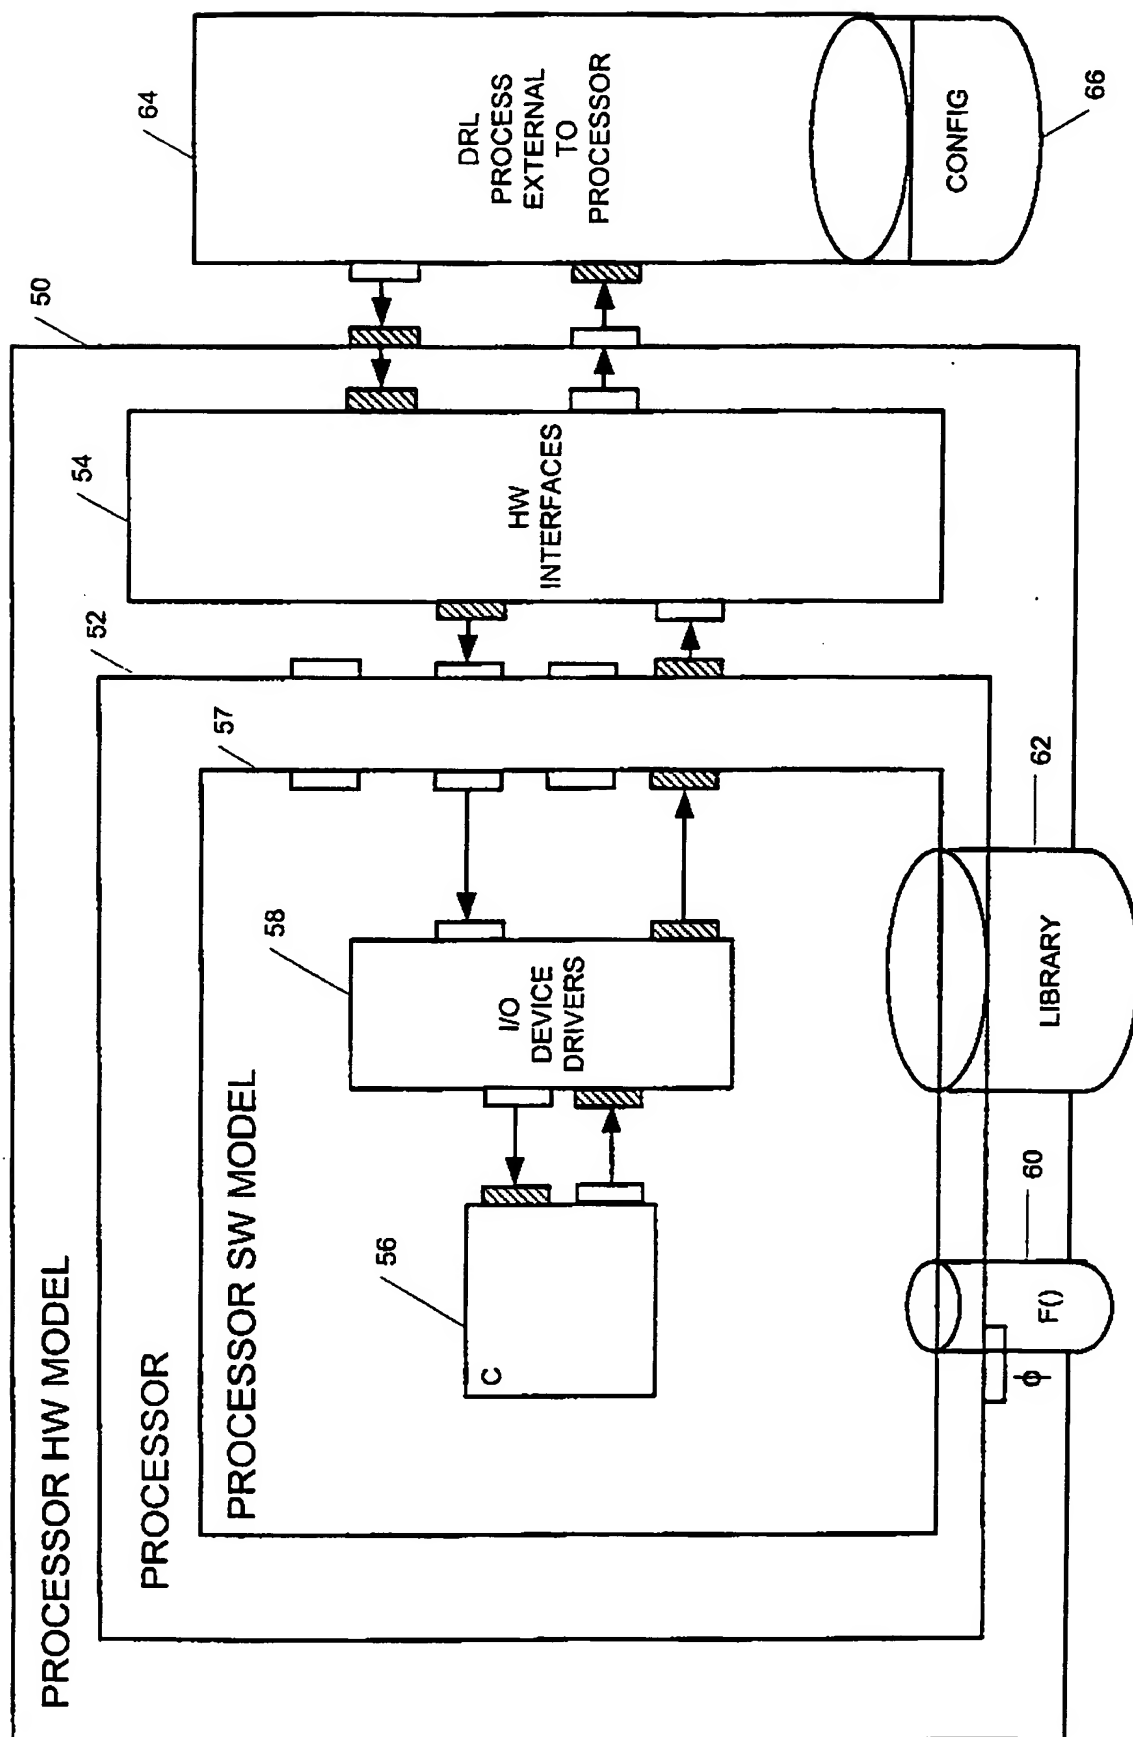 PROCESSOR HW MODEL
50
PROCESSOR
52
PROCESSOR SW MODEL
57
C
56
I/O
DEVICE
DRIVERS
58
HW
INTERFACES
54
DRL
PROCESS
EXTERNAL
TO
PROCESSOR
64
CONFIG
66
ϕ
F()
60
LIBRARY
62